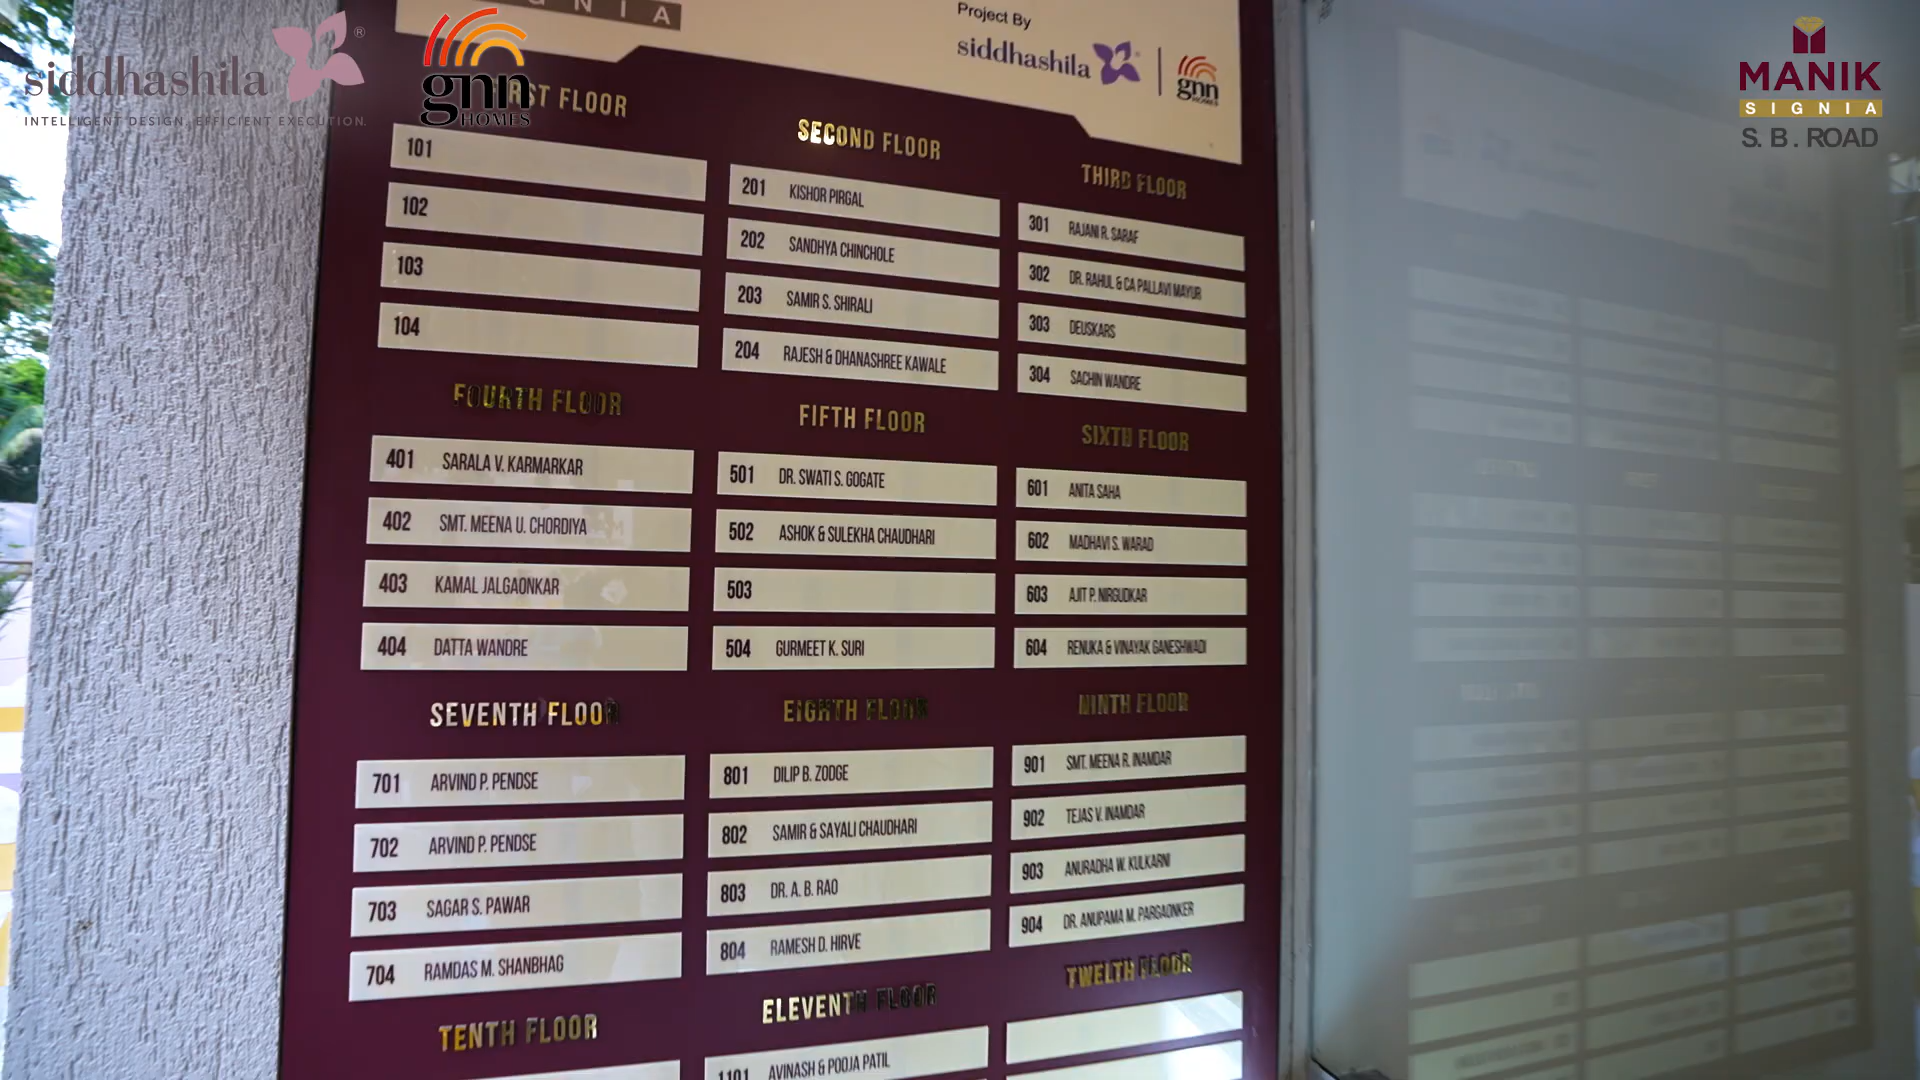 siddhashila®
INTELLIGENT DESIGN. EFFICIENT EXECUTION.
gnn
HOMES
MANIK
SIGNIA
S. B. ROAD
Project By
siddhashila
gnn
HOMES
FLOOR
101
102
103
104
SECOND FLOOR
201 KISHOR PIRGAL
202 SANDHYA CHINCHOLE
203 SAMIR S. SHIRALI
204 RAJESH & DHANASHREE KAWALE
THIRD FLOOR
301 RAJANI R. SARAF
302 DR. RAHUL & CA PALLAVI MAYUR
303 DEUSKARS
304 SACHIN WANDRE
FOURTH FLOOR
401 SARALA V. KARMARKAR
402 SMT. MEENA U. CHORDIYA
403 KAMAL JALGAONKAR
404 DATTA WANDRE
FIFTH FLOOR
501 DR. SWATI S. GOGATE
502 ASHOK & SULEKHA CHAUDHARI
503
504 GURMEET K. SURI
SIXTH FLOOR
601 ANITA SAHA
602 MADHAVI S. WARAD
603 AJIT P. NIRGUDKAR
604 RENUKA & VINAYAK GANESHWADI
SEVENTH FLOOR
701 ARVIND P. PENDSE
702 ARVIND P. PENDSE
703 SAGAR S. PAWAR
704 RAMDAS M. SHANBHAG
EIGHTH FLOOR
801 DILIP B. ZODGE
802 SAMIR & SAYALI CHAUDHARI
803 DR. A. B. RAO
804 RAMESH D. HIRVE
NINTH FLOOR
901 SMT. MEENA R. INAMDAR
902 TEJAS V. INAMDAR
903 ANURADHA W. KULKARNI
904 DR. ANUPAMA M. PARGAONKER
TENTH FLOOR
ELEVENTH FLOOR
1101 AVINASH & POOJA PATIL
TWELTH FLOOR